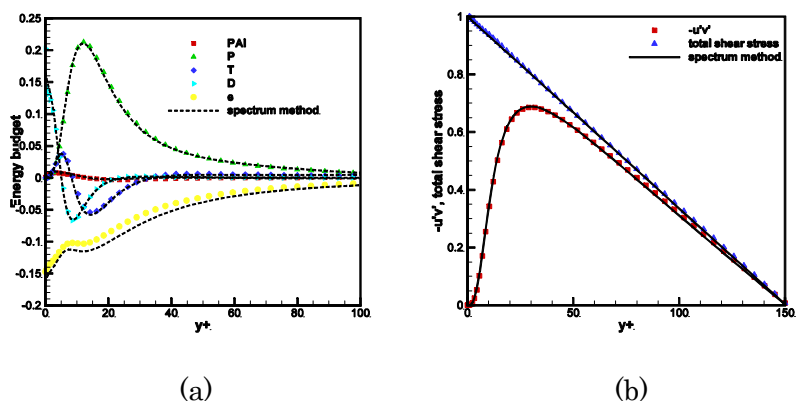 0.25
0.2
0.15
0.1
0.05
0
-0.05
-0.1
-0.15
-0.2
Energy budget
PAI
P
T
D
e
spectrum method.
0.
20.
40.
60.
80.
100.
y+.
(a)
1
0.8
0.6
0.4
0.2
0
-u'v', total shear stress
-u'v'
total shear stress
spectrum method.
0.
50.
100.
150.
y+.
(b)